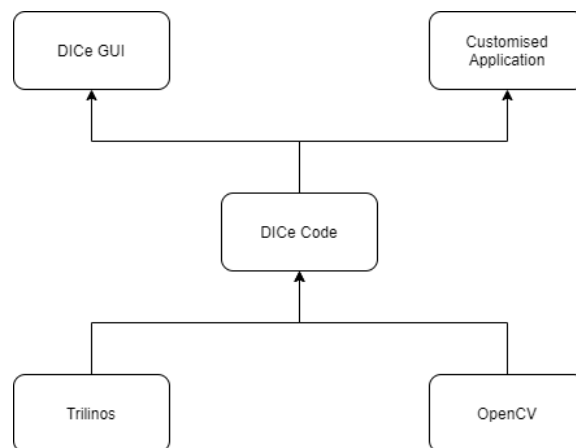 DICe GUI
Customised
Application
DICe Code
Trilinos
OpenCV